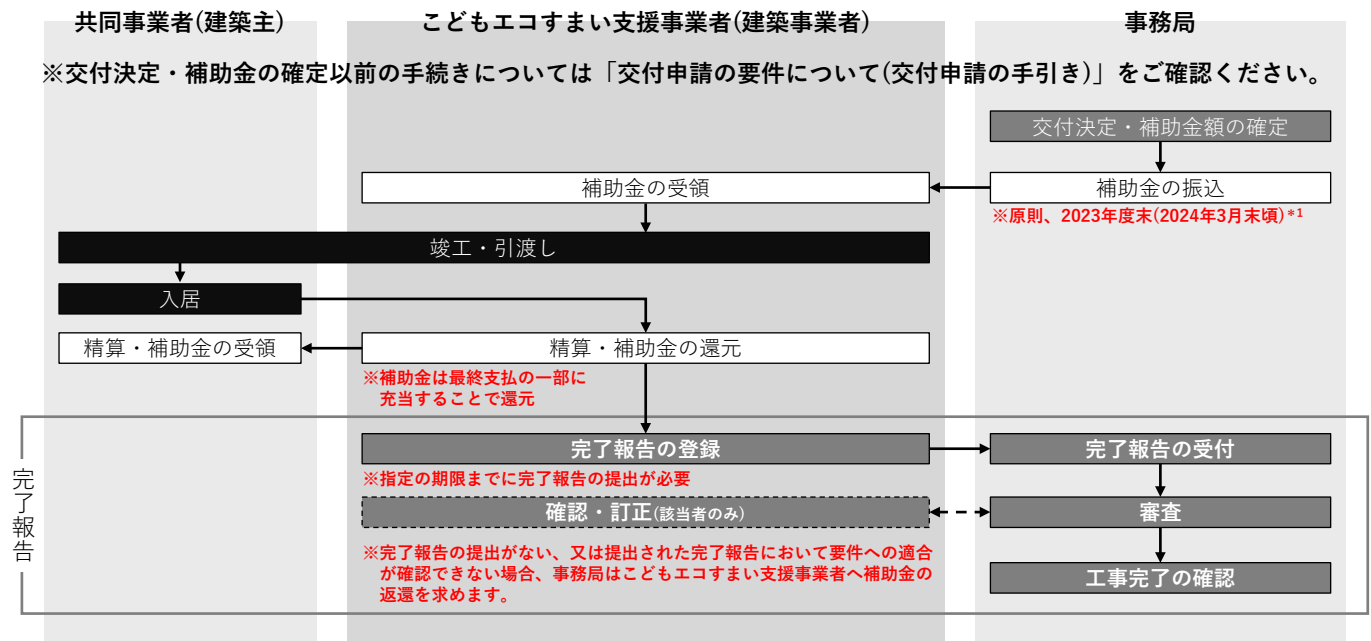 共同事業者(建築主)
こどもエコすまい支援事業者(建築事業者)
事務局
※交付決定・補助金の確定以前の手続きについては「交付申請の要件について(交付申請の手引き)」をご確認ください。
交付決定・補助金額の確定
補助金の受領
補助金の振込
※原則、2023年度末(2024年3月末頃)*1
竣工・引渡し
入居
精算・補助金の受領
精算・補助金の還元
※補助金は最終支払の一部に
充当することで還元
完了報告
完了報告の登録
完了報告の受付
※指定の期限までに完了報告の提出が必要
確認・訂正(該当者のみ)
審査
※完了報告の提出がない、又は提出された完了報告において要件への適合
が確認できない場合、事務局はこどもエコすまい支援事業者へ補助金の
返還を求めます。
工事完了の確認